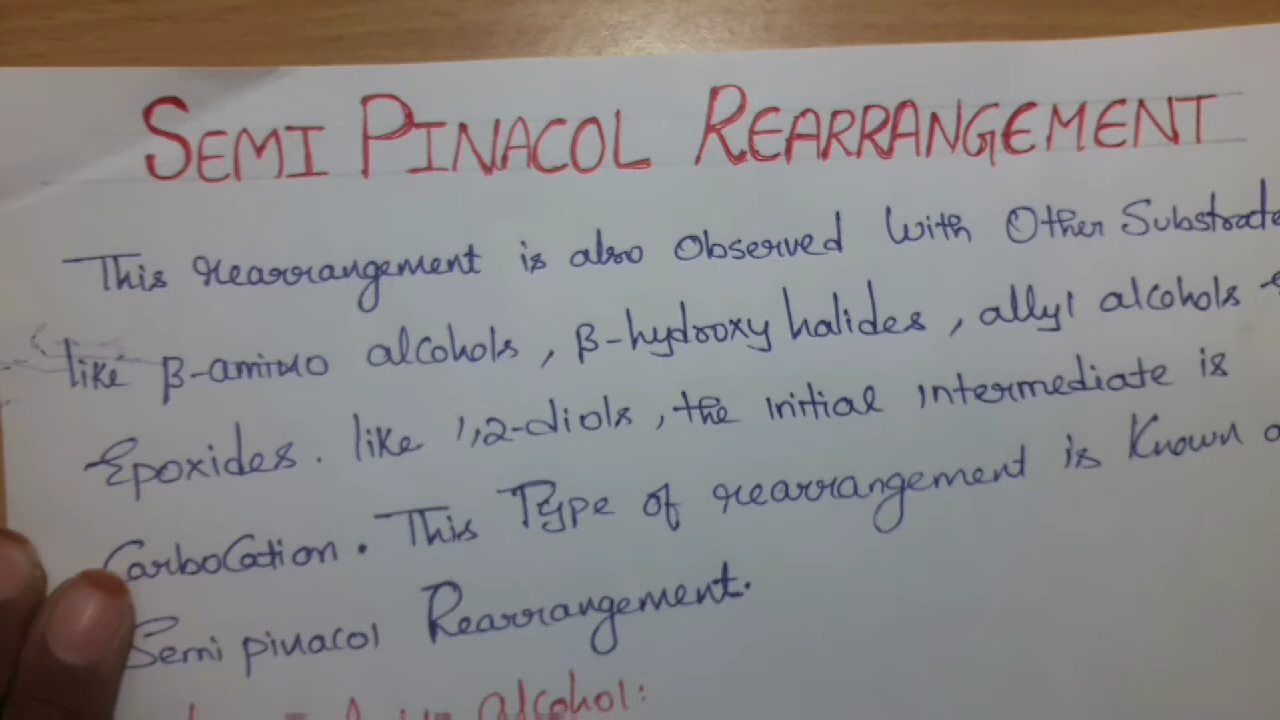 SEMI PINACOL REARRANGEMENT
This rearrangement is also Observed With Other Substrate
like β-amino alcohols, β-hydroxy halides, allyl alcohols
Epoxides. like 1,2-diols, the initial intermediate is
Carbocation. This Type of rearrangement is Known
Semi pinacol Rearrangement.
alcohol: